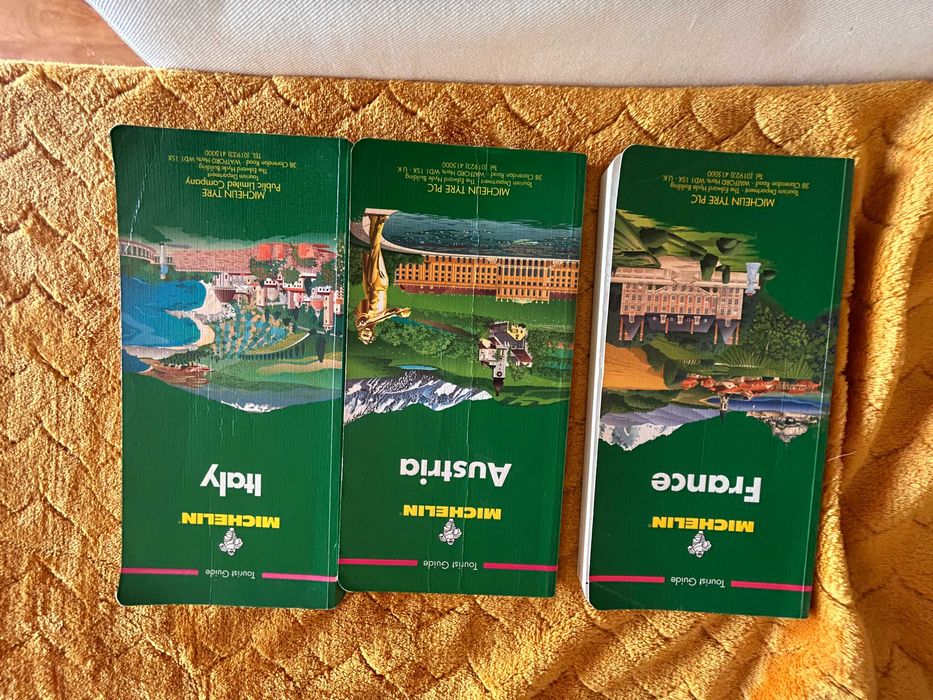 Tourist Guide
MICHELIN
France
MICHELIN TYRE PLC
Tourism Department - The Edward Hyde Building
38 Clarendon Road - WATFORD Herts WD1 1SX - U.K.
Tel (01923) 415000
Tourist Guide
MICHELIN
Austria
MICHELIN TYRE PLC
Tourism Department - The Edward Hyde Building
38 Clarendon Road - WATFORD Herts WD1 1SX - U.K.
Tel (01923) 415000
Tourist Guide
MICHELIN
Italy
MICHELIN TYRE
Public Limited Company
Tourism Department
The Edward Hyde Building
38 Clarendon Road - WATFORD Herts WD1 1SX
TEL (01923) 415000